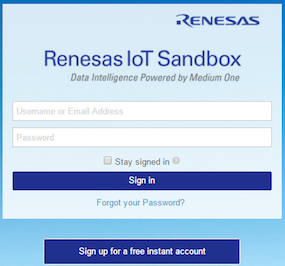 RENESAS
Renesas IoT Sandbox
Data Intelligence Powered by Medium One
Username or Email Address
Password
Stay signed in ?
Sign in
Forgot your Password?
Sign up for a free instant account